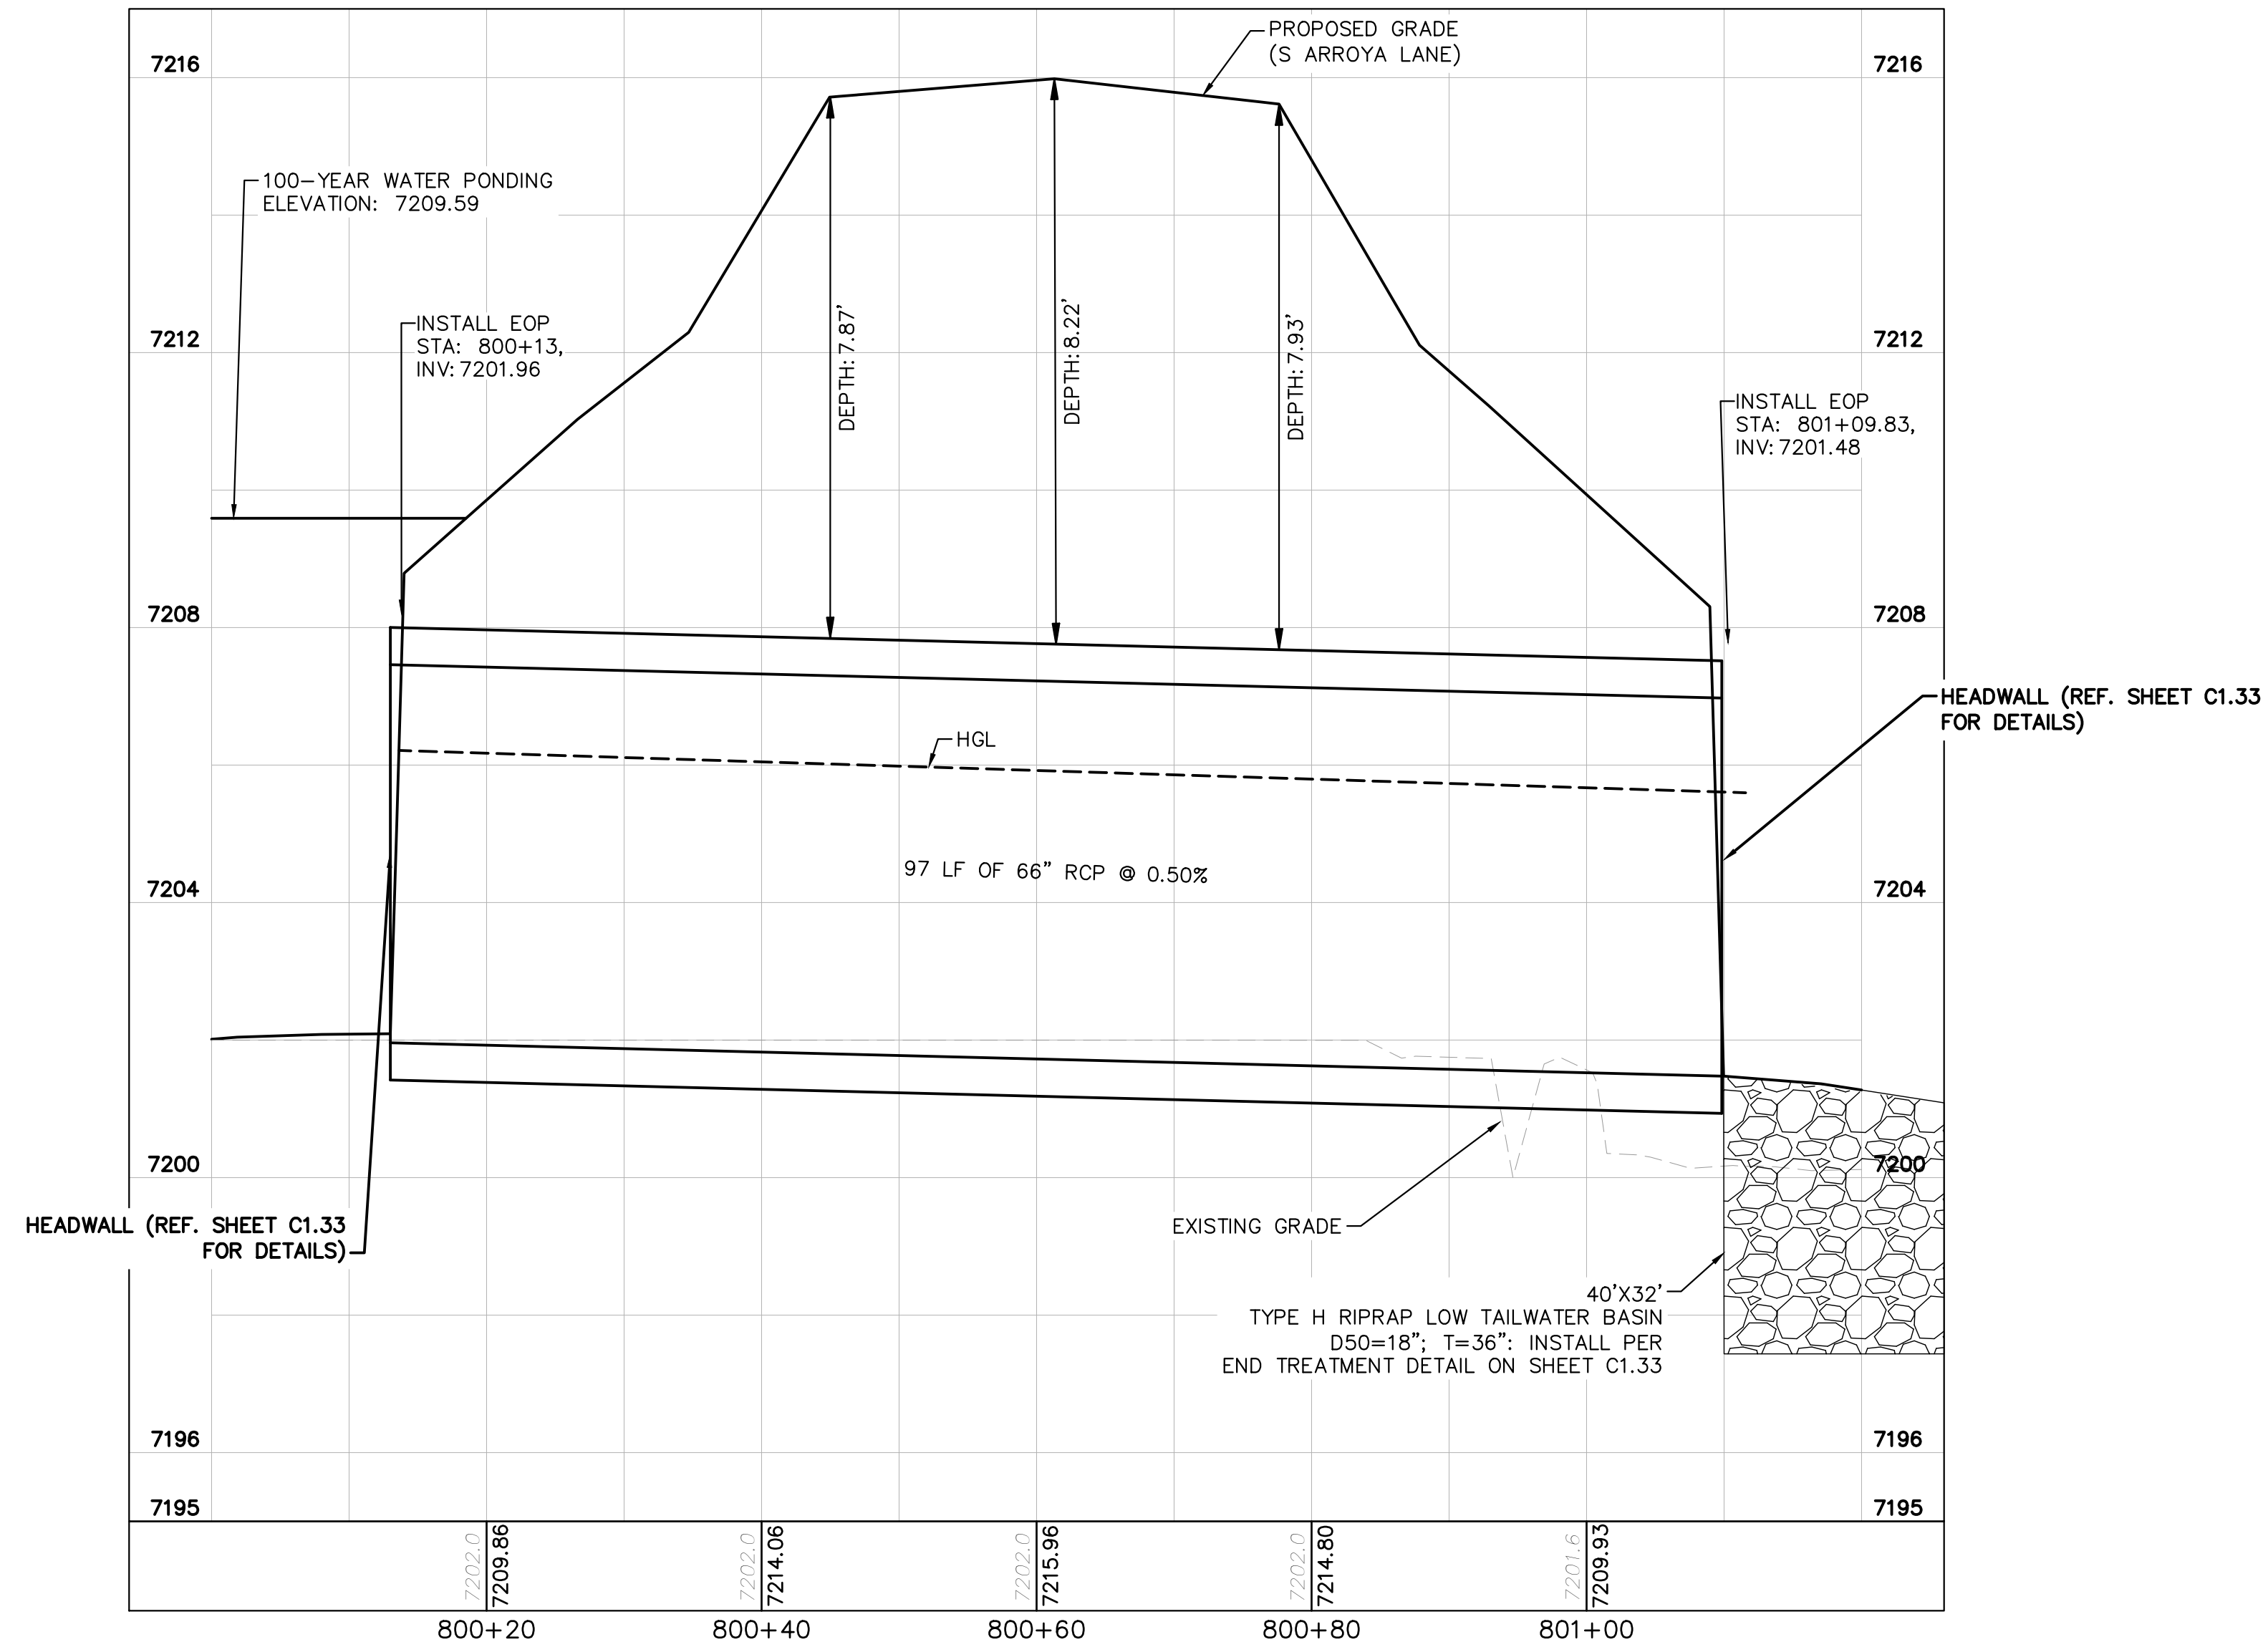 PROPOSED GRADE
(S ARROYA LANE)
7216
7216
100-YEAR WATER PONDING
ELEVATION: 7209.59
INSTALL EOP
STA: 800+13,
INV: 7201.96
DEPTH: 7.87'
DEPTH: 8.22'
DEPTH: 7.93'
7212
7212
INSTALL EOP
STA: 801+09.83,
INV: 7201.48
7208
7208
HEADWALL (REF. SHEET C1.33
FOR DETAILS)
HGL
97 LF OF 66" RCP @ 0.50%
7204
7204
7200
7200
HEADWALL (REF. SHEET C1.33
FOR DETAILS)
EXISTING GRADE
40'X32'
TYPE H RIPRAP LOW TAILWATER BASIN
D50=18"; T=36": INSTALL PER
END TREATMENT DETAIL ON SHEET C1.33
7196
7196
7195
7195
7202.0
7209.86
7202.0
7214.06
7202.0
7215.96
7202.0
7214.80
7201.6
7209.93
800+20
800+40
800+60
800+80
801+00